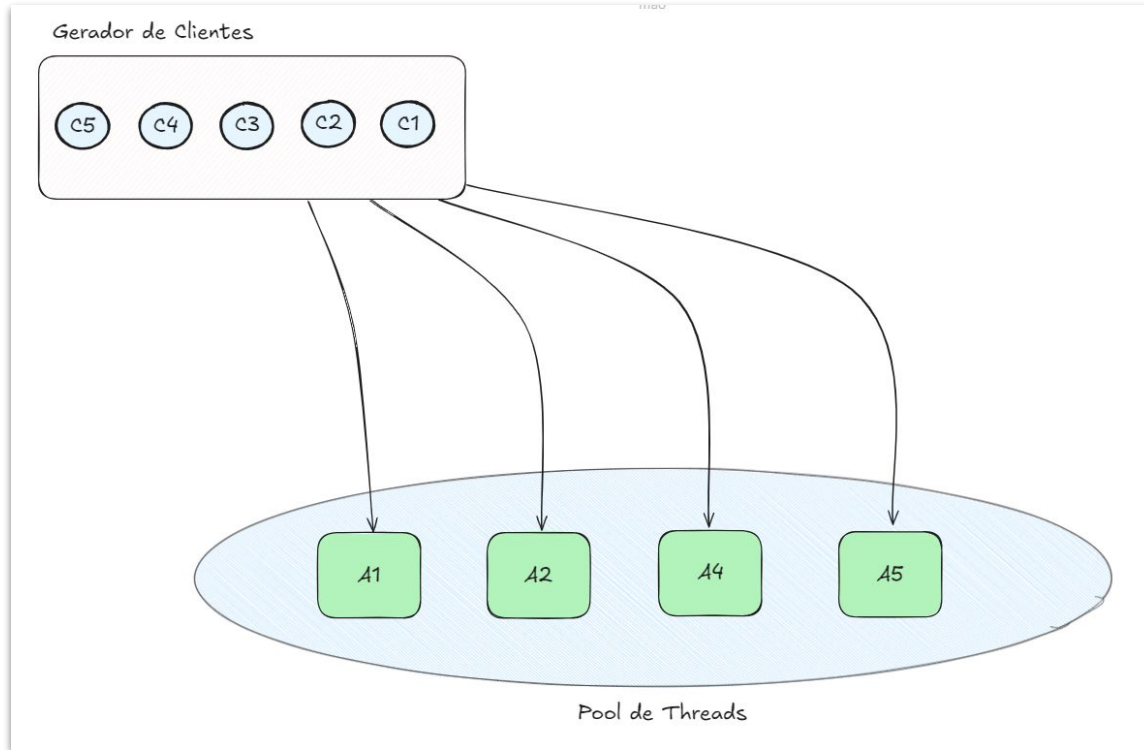 Gerador de Clientes
C5 C4 C3 C2 C1
A1 A2 A4 A5
Pool de Threads